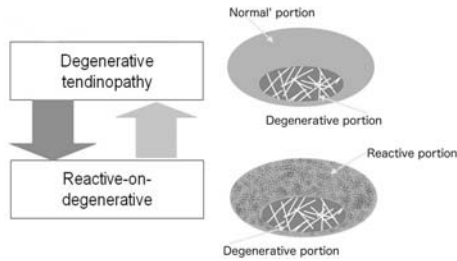 Normal' portion
Degenerative
tendinopathy
Degenerative portion
Reactive portion
Reactive-on-
degenerative
Degenerative portion